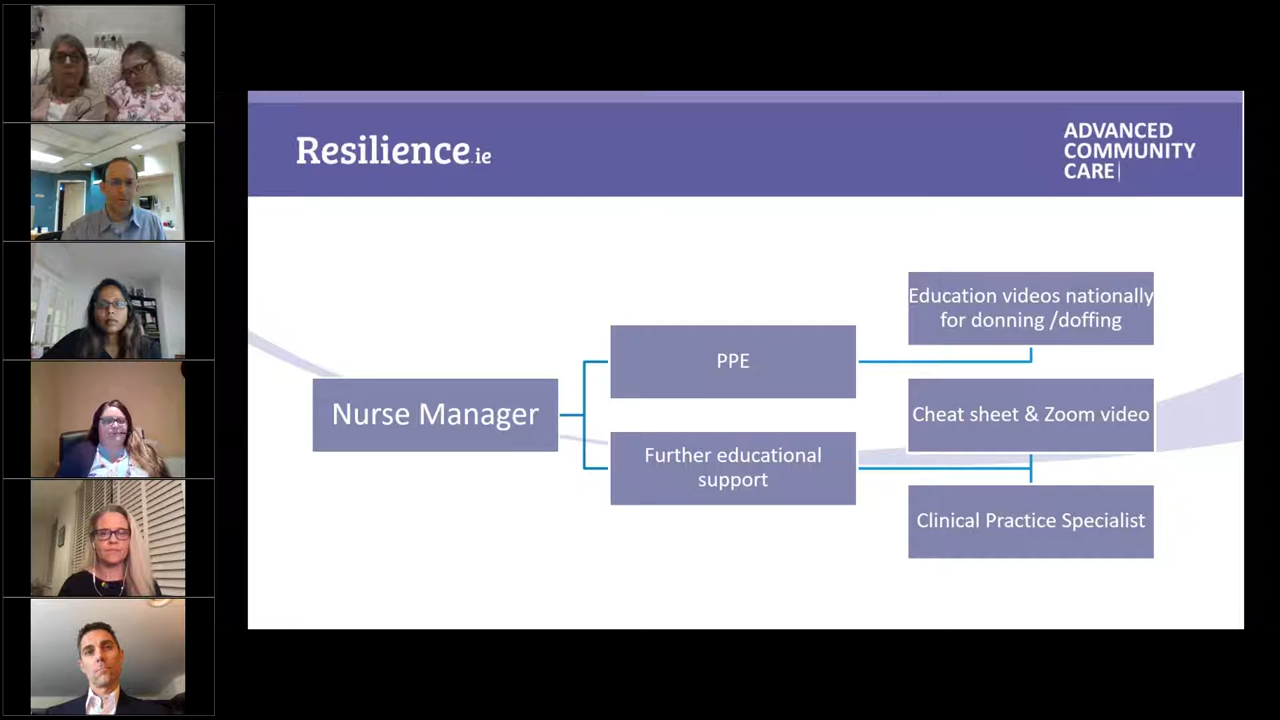 Resilience.ie
ADVANCED
COMMUNITY
CARE
Nurse Manager
PPE
Further educational
support
Education videos nationally
for donning /doffing
Cheat sheet & Zoom video
Clinical Practice Specialist